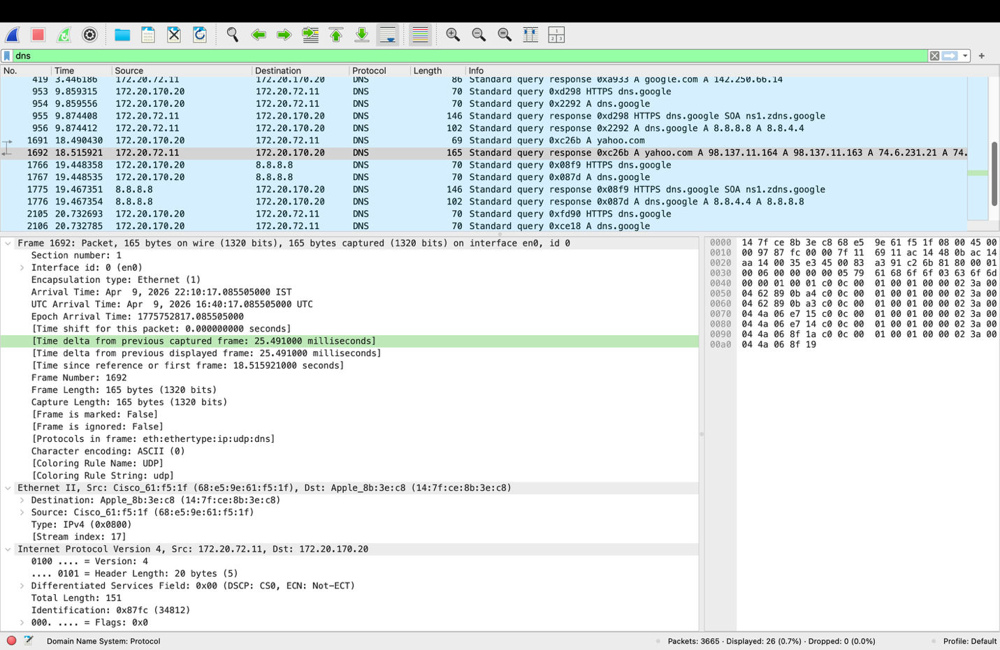 dns
No. Time Source Destination Protocol Length Info
419 3.446186 172.20.72.11 172.20.170.20 DNS 86 Standard query response 0xa933 A google.com A 142.250.66.14
953 9.859315 172.20.170.20 172.20.72.11 DNS 70 Standard query 0xd298 HTTPS dns.google
954 9.859556 172.20.170.20 172.20.72.11 DNS 70 Standard query 0x2292 A dns.google
955 9.874408 172.20.72.11 172.20.170.20 DNS 146 Standard query response 0xd298 HTTPS dns.google SOA ns1.zdns.google
956 9.874412 172.20.72.11 172.20.170.20 DNS 102 Standard query response 0x2292 A dns.google A 8.8.8.8 A 8.8.4.4
1691 18.490430 172.20.170.20 172.20.72.11 DNS 69 Standard query 0xc26b A yahoo.com
1692 18.515921 172.20.72.11 172.20.170.20 DNS 165 Standard query response 0xc26b A yahoo.com A 98.137.11.164 A 98.137.11.163 A 74.6.231.21 A 74.
1766 19.448358 172.20.170.20 8.8.8.8 DNS 70 Standard query 0x08f9 HTTPS dns.google
1767 19.448535 172.20.170.20 8.8.8.8 DNS 70 Standard query 0x087d A dns.google
1775 19.467351 8.8.8.8 172.20.170.20 DNS 146 Standard query response 0x08f9 HTTPS dns.google SOA ns1.zdns.google
1776 19.467354 8.8.8.8 172.20.170.20 DNS 102 Standard query response 0x087d A dns.google A 8.8.4.4 A 8.8.8.8
2105 20.732693 172.20.170.20 172.20.72.11 DNS 70 Standard query 0xfd90 HTTPS dns.google
2106 20.732785 172.20.170.20 172.20.72.11 DNS 70 Standard query 0xce18 A dns.google
Frame 1692: Packet, 165 bytes on wire (1320 bits), 165 bytes captured (1320 bits) on interface en0, id 0
Section number: 1
Interface id: 0 (en0)
Encapsulation type: Ethernet (1)
Arrival Time: Apr  9, 2026 22:10:17.085505000 IST
UTC Arrival Time: Apr  9, 2026 16:40:17.085505000 UTC
Epoch Arrival Time: 1775752817.085505000
[Time shift for this packet: 0.000000000 seconds]
[Time delta from previous captured frame: 25.491000 milliseconds]
[Time delta from previous displayed frame: 25.491000 milliseconds]
[Time since reference or first frame: 18.515921000 seconds]
Frame Number: 1692
Frame Length: 165 bytes (1320 bits)
Capture Length: 165 bytes (1320 bits)
[Frame is marked: False]
[Frame is ignored: False]
[Protocols in frame: eth:ethertype:ip:udp:dns]
Character encoding: ASCII (0)
[Coloring Rule Name: UDP]
[Coloring Rule String: udp]
Ethernet II, Src: Cisco_61:f5:1f (68:e5:9e:61:f5:1f), Dst: Apple_8b:3e:c8 (14:7f:ce:8b:3e:c8)
Destination: Apple_8b:3e:c8 (14:7f:ce:8b:3e:c8)
Source: Cisco_61:f5:1f (68:e5:9e:61:f5:1f)
Type: IPv4 (0x0800)
[Stream index: 17]
Internet Protocol Version 4, Src: 172.20.72.11, Dst: 172.20.170.20
0100 .... = Version: 4
.... 0101 = Header Length: 20 bytes (5)
Differentiated Services Field: 0x00 (DSCP: CS0, ECN: Not-ECT)
Total Length: 151
Identification: 0x87fc (34812)
000. .... = Flags: 0x0
0000 14 7f ce 8b 3e c8 68 e5 9e 61 f5 1f 08 00 45 00
0010 00 97 87 fc 00 00 7f 11 69 11 ac 14 48 0b ac 14
0020 aa 14 00 35 e3 45 00 83 a3 91 c2 6b 81 80 00 01
0030 00 06 00 00 00 00 05 79 61 68 6f 6f 03 63 6f 6d
0040 00 00 01 00 01 c0 0c 00 01 00 01 00 00 02 3a 00
0050 04 62 89 0b a4 c0 0c 00 01 00 01 00 00 02 3a 00
0060 04 62 89 0b a3 c0 0c 00 01 00 01 00 00 02 3a 00
0070 04 4a 06 e7 15 c0 0c 00 01 00 01 00 00 02 3a 00
0080 04 4a 06 e7 14 c0 0c 00 01 00 01 00 00 02 3a 00
0090 04 4a 06 8f 1a c0 0c 00 01 00 01 00 00 02 3a 00
00a0 04 4a 06 8f 19
Domain Name System: Protocol
Packets: 3665 · Displayed: 26 (0.7%) · Dropped: 0 (0.0%)
Profile: Default